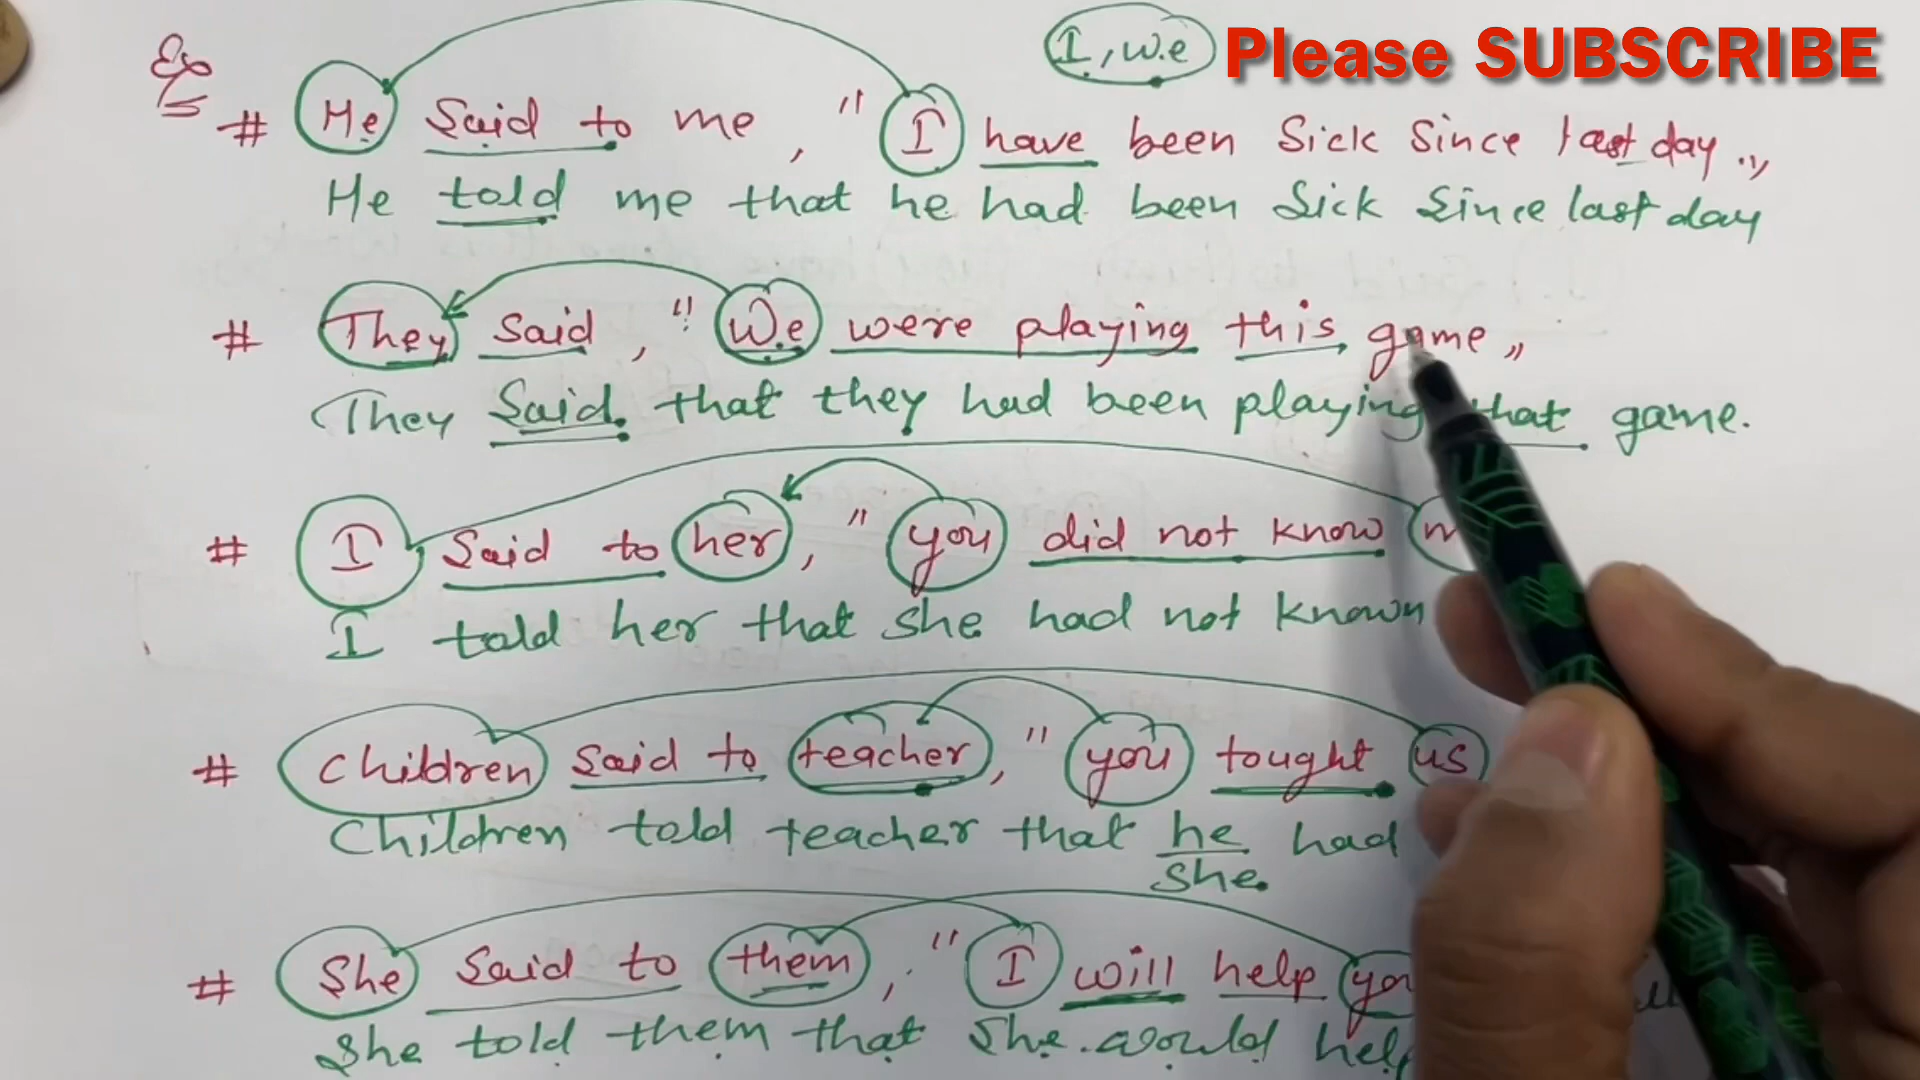 I, we Please SUBSCRIBE
Ex
# He said to me, "I have been sick since last day."
He told me that he had been sick since last day
# They said, "We were playing this game"
They said that they had been playing that game.
# I said to her, "you did not know
I told her that she had not known
# Children said to teacher, "you tought us
Children told teacher that he had
she
# She said to them, "I will help
She told them that she would help